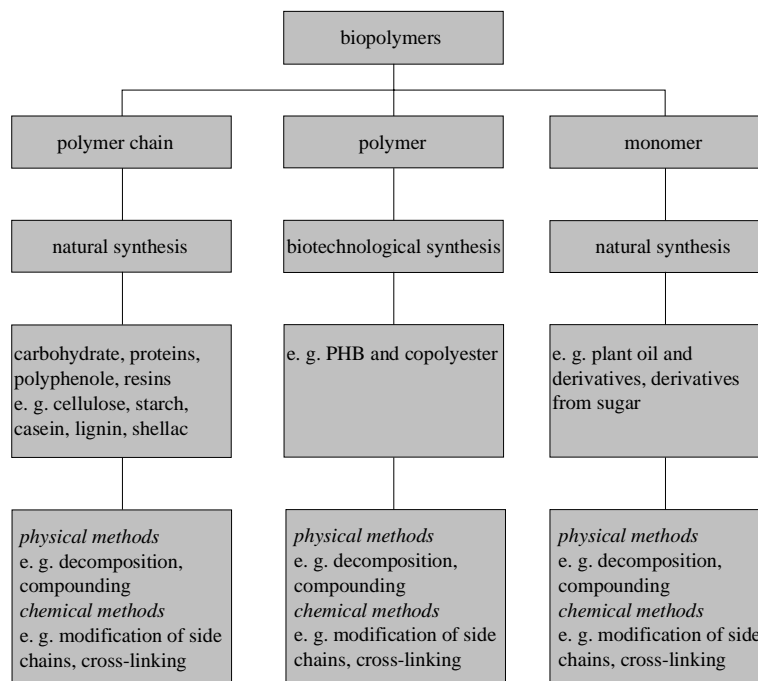 biopolymers
polymer chain
polymer
monomer
natural synthesis
biotechnological synthesis
natural synthesis
carbohydrate, proteins,
polyphenole, resins
e. g. cellulose, starch,
casein, lignin, shellac
e. g. PHB and copolyester
e. g. plant oil and
derivatives, derivatives
from sugar
physical methods
e. g. decomposition,
compounding
chemical methods
e. g. modification of side
chains, cross-linking
physical methods
e. g. decomposition,
compounding
chemical methods
e. g. modification of side
chains, cross-linking
physical methods
e. g. decomposition,
compounding
chemical methods
e. g. modification of side
chains, cross-linking